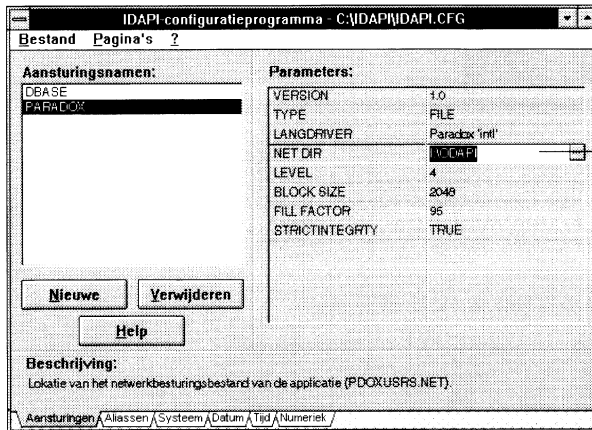 IDAPI-configuratieprogramma - C:\IDAPI\IDAPI.CFG
Bestand Pagina's ?
Aansturingsnamen:
DBASE
PARADOX
Nieuwe Verwijderen
Help
Parameters:
VERSION 1.0
TYPE FILE
LANGDRIVER Paradox 'intl'
NET DIR
LEVEL 4
BLOCK SIZE 2048
FILL FACTOR 95
STRICTINTEGRTY TRUE
Beschrijving:
Lokatie van het netwerkbesturingsbestand van de applicatie (PDOXUSRS.NET).
Aansturingen Aliassen Systeem Datum Tijd Numeriek